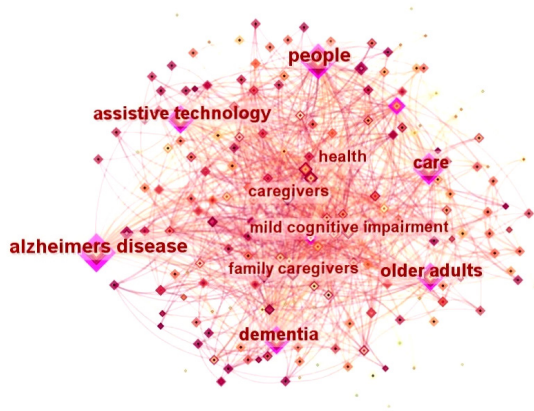 people
assistive technology
health
care
caregivers
mild cognitive impairment
alzheimers disease
family caregivers
older adults
dementia